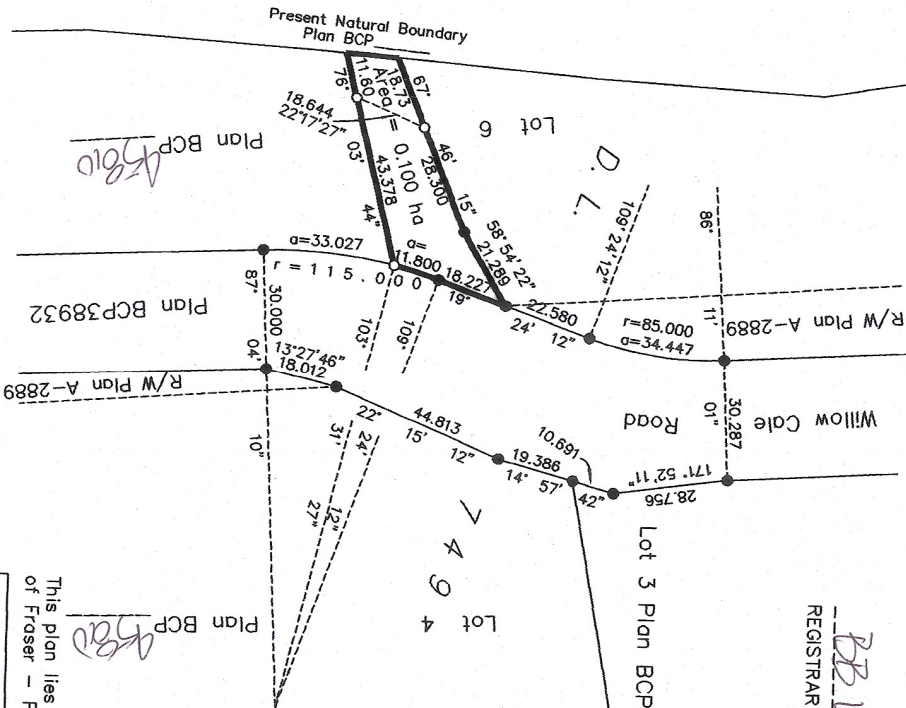 Present Natural Boundary
Plan BCP
67'
18.73
11.60
76°
Area = 0.100 ha
18.644
22°17'27"
Plan BCP
Lot 6
D. L.
46'
28.300
15"
58°54'22"
21.289
03'
43.378
44"
109°24'12"
86°
11'
a=33.027
r = 115.000
a=
11.800
18.227
19'
22.580
24'
12"
r=85.000
a=34.447
R/W Plan A-2889
Plan BCP38932
87°
30.000
04'
10"
103°
109°
13°27'46"
18.012
R/W Plan A-2889
Willow Cale
Road
30.287
01"
22°
44.813
15'
12"
31'
24'
27"
12"
19.386
14° 57' 42"
10.691
171°52'11"
28.756
7 4 9
Lot 4
Plan BCP
Lot 3 Plan BCP
REGISTRAR
This plan lies
of Fraser - F